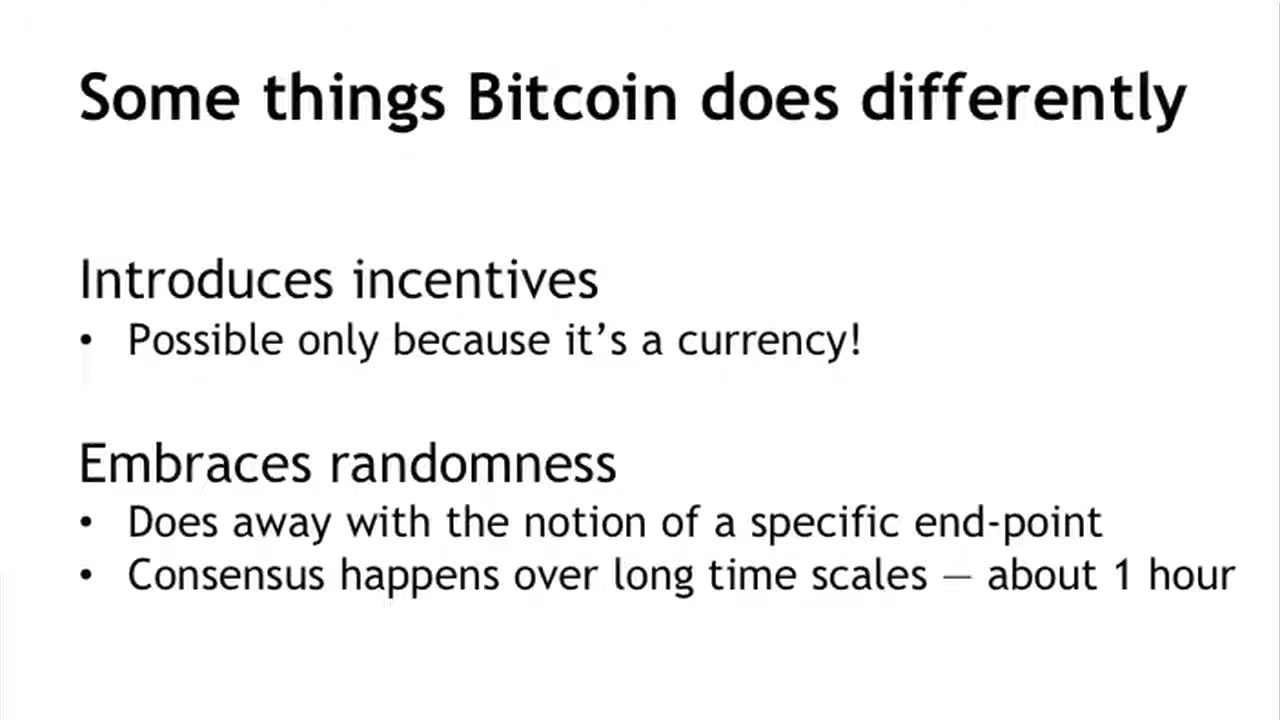 Some things Bitcoin does differently
Introduces incentives
• Possible only because it’s a currency!
Embraces randomness
• Does away with the notion of a specific end-point
• Consensus happens over long time scales — about 1 hour